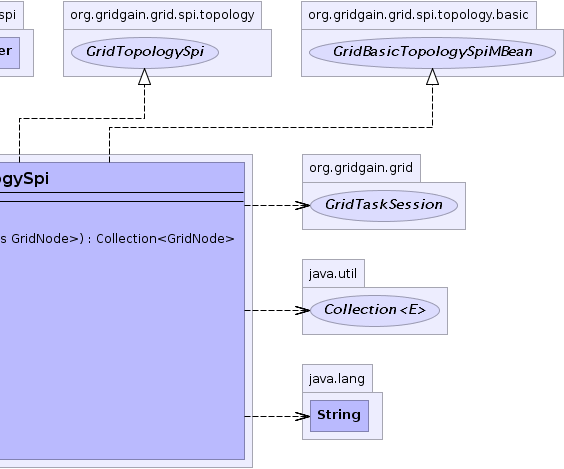 spi
org.gridgain.grid.spi.topology
org.gridgain.grid.spi.topology.basic
er
GridTopologySpi
GridBasicTopologySpiMBean
ogySpi
org.gridgain.grid
GridTaskSession
s GridNode>) : Collection<GridNode>
java.util
Collection<E>
java.lang
String